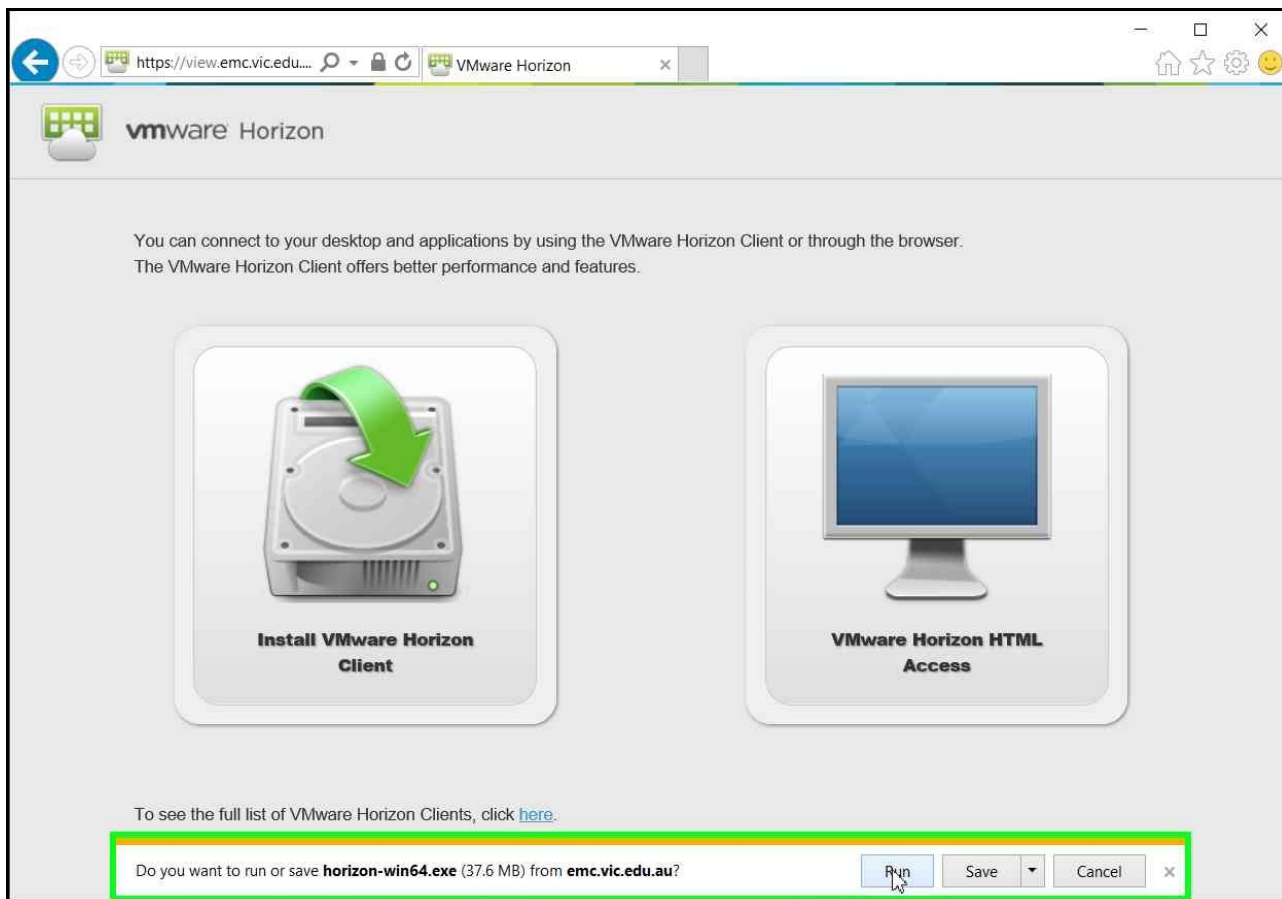 https://view.emc.vic.edu....
VMware Horizon
vmware Horizon
You can connect to your desktop and applications by using the VMware Horizon Client or through the browser.
The VMware Horizon Client offers better performance and features.
Install VMware Horizon
Client
VMware Horizon HTML
Access
To see the full list of VMware Horizon Clients, click here.
Do you want to run or save horizon-win64.exe (37.6 MB) from emc.vic.edu.au?
Run
Save
Cancel